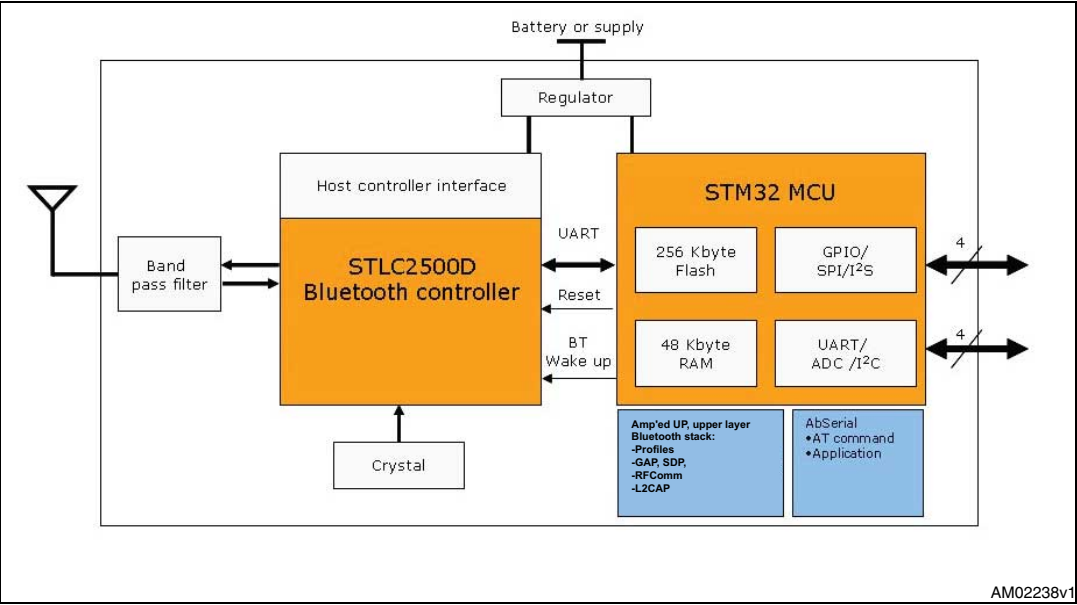 Battery or supply
Regulator
Host controller interface
STLC2500D
Bluetooth controller
Band
pass filter
Crystal
UART
Reset
BT
Wake up
STM32 MCU
256 Kbyte
Flash
GPIO/
SPI/I²S
48 Kbyte
RAM
UART/
ADC /I²C
4
4
Amp'ed UP, upper layer
Bluetooth stack:
-Profiles
-GAP, SDP,
-RFComm
-L2CAP
AbSerial
•AT command
•Application
AM02238v1